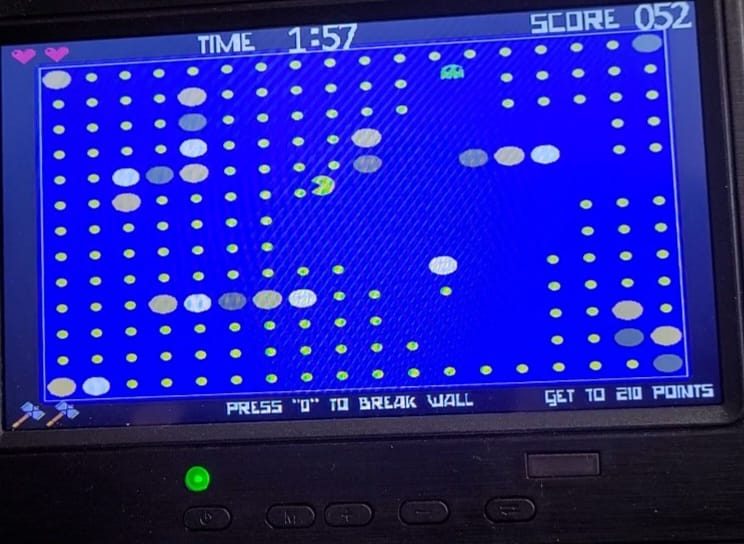 TIME 1:57 SCORE 052
PRESS "0" TO BREAK WALL GET TO 210 POINTS
M
+
-